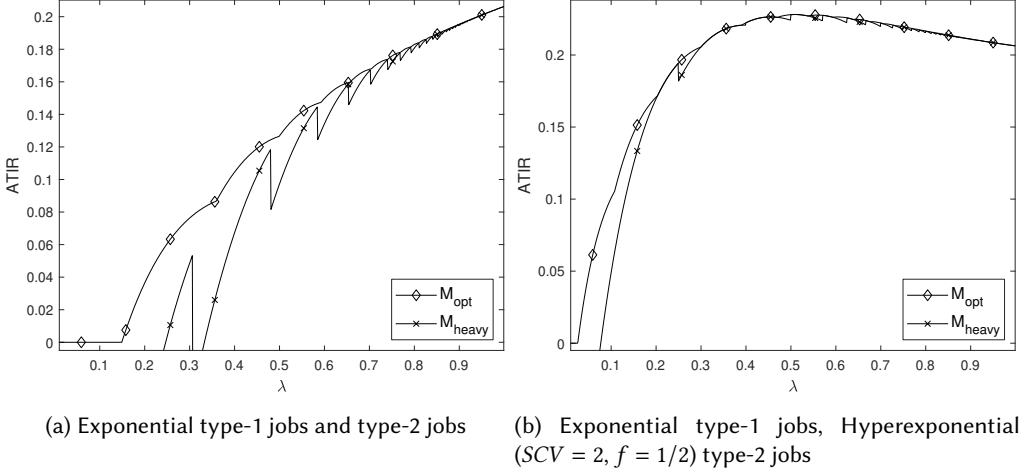 0.2
0.18
0.16
0.14
0.12
0.1
0.08
0.06
0.04
0.02
0
ATIR
0.1 0.2 0.3 0.4 0.5 0.6 0.7 0.8 0.9
λ
M_opt
M_heavy
0.2
0.15
0.1
0.05
0
ATIR
0.1 0.2 0.3 0.4 0.5 0.6 0.7 0.8 0.9
λ
M_opt
M_heavy
(a) Exponential type-1 jobs and type-2 jobs
(b) Exponential type-1 jobs, Hyperexponential
(SCV = 2, f = 1/2) type-2 jobs